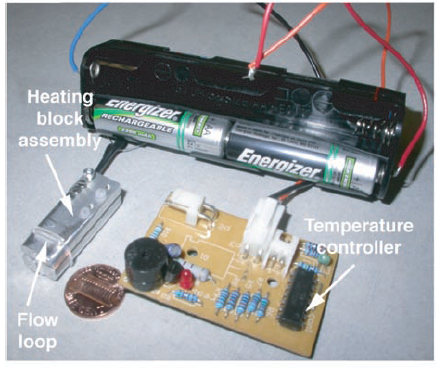 Energizer
RECHARGEABLE
Energizer
Heating
block
assembly
Temperature
controller
Flow
loop